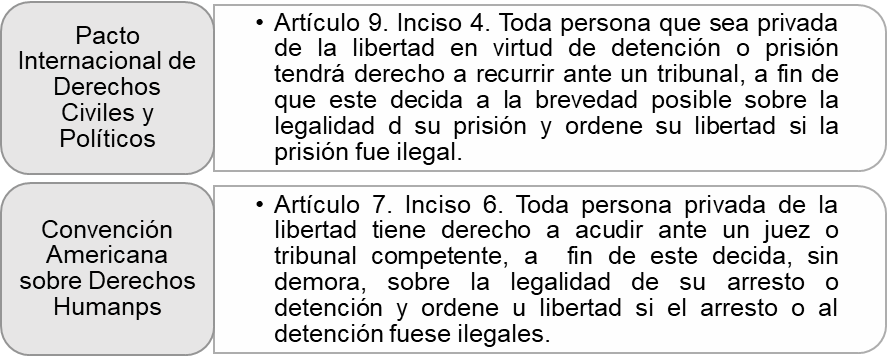 Pacto
Internacional de
Derechos
Civiles y
Políticos
• Artículo 9. Inciso 4. Toda persona que sea privada
de la libertad en virtud de detención o prisión
tendrá derecho a recurrir ante un tribunal, a fin de
que este decida a la brevedad posible sobre la
legalidad d su prisión y ordene su libertad si la
prisión fue ilegal.
Convención
Americana
sobre Derechos
Humanps
• Artículo 7. Inciso 6. Toda persona privada de la
libertad tiene derecho a acudir ante un juez o
tribunal competente, a fin de este decida, sin
demora, sobre la legalidad de su arresto o
detención y ordene u libertad si el arresto o al
detención fuese ilegales.